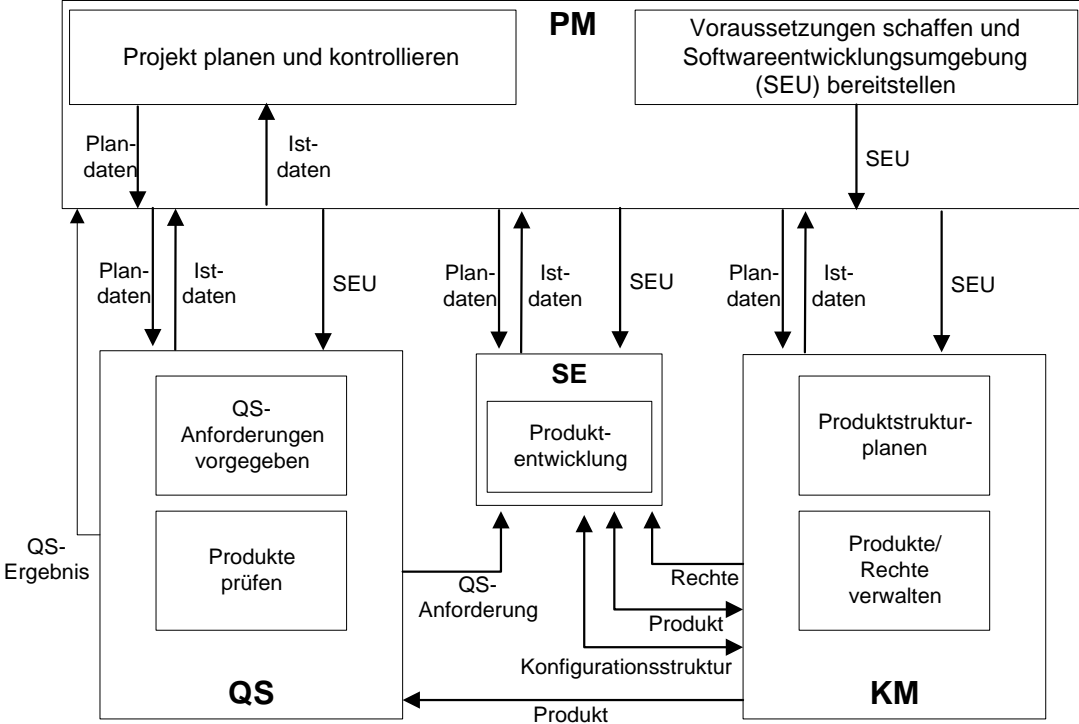 PM
Projekt planen und kontrollieren
Voraussetzungen schaffen und
Softwareentwicklungsumgebung
(SEU) bereitstellen
Plan-
daten
Ist-
daten
SEU
Plan-
daten
Ist-
daten
SEU
Plan-
daten
Ist-
daten
SEU
Plan-
daten
Ist-
daten
SEU
QS-
Anforderungen
vorgegeben
Produkte
prüfen
QS
QS-
Ergebnis
SE
Produkt-
entwicklung
QS-
Anforderung
Rechte
Produkt
Konfigurationsstruktur
Produkt
Produktstruktur-
planen
Produkte/
Rechte
verwalten
KM